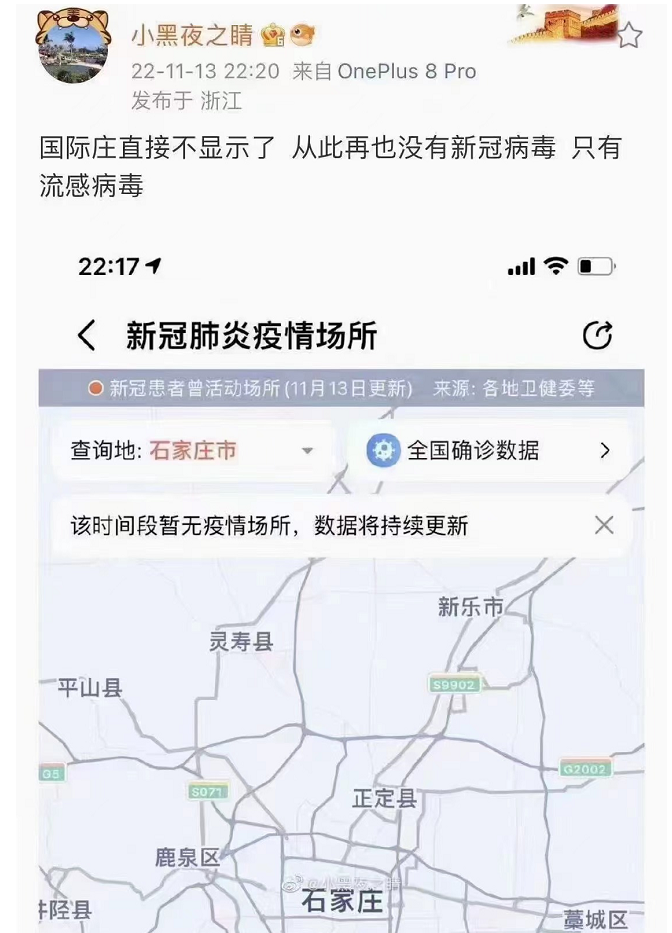 小黑夜之睛
22-11-13 22:20 来自 OnePlus 8 Pro
发布于 浙江
国际庄直接不显示了 从此再也没有新冠病毒 只有
流感病毒
22:17
新冠肺炎疫情场所
新冠患者曾活动场所(11月13日更新) 来源: 各地卫健委等
查询地: 石家庄市
全国确诊数据
该时间段暂无疫情场所，数据将持续更新
新乐市
灵寿县
平山县
S9902
G5
G2002
S071
正定县
鹿泉区
@小黑夜之睛
石家庄
井陉县
藁城区